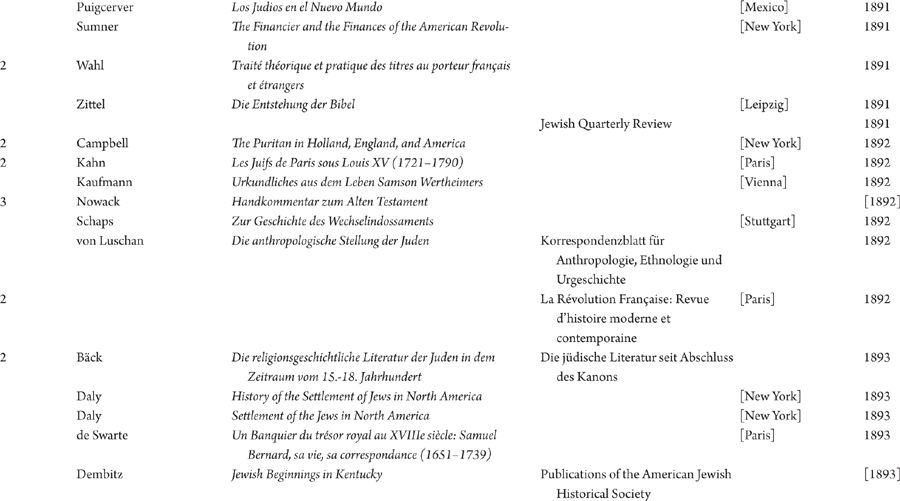 Puigcerver Los Judios en el Nuevo Mundo [Mexico] 1891
Sumner The Financier and the Finances of the American Revolu- [New York] 1891
tion
2 Wahl Traité théorique et pratique des titres au porteur français 1891
et étrangers
Zittel Die Entstehung der Bibel [Leipzig] 1891
Jewish Quarterly Review 1891
2 Campbell The Puritan in Holland, England, and America [New York] 1892
2 Kahn Les Juifs de Paris sous Louis XV (1721–1790) [Paris] 1892
Kaufmann Urkundliches aus dem Leben Samson Wertheimers [Vienna] 1892
3 Nowack Handkommentar zum Alten Testament [1892]
Schaps Zur Geschichte des Wechselindossaments [Stuttgart] 1892
von Luschan Die anthropologische Stellung der Juden Korrespondenzblatt für 1892
Anthropologie, Ethnologie und
Urgeschichte
2 La Révolution Française: Revue [Paris] 1892
d’histoire moderne et
contemporaine
2 Bäck Die religionsgeschichtliche Literatur der Juden in dem Die jüdische Literatur seit Abschluss 1893
Zeitraum vom 15.-18. Jahrhundert des Kanons
Daly History of the Settlement of Jews in North America [New York] 1893
Daly Settlement of the Jews in North America [New York] 1893
de Swarte Un Banquier du trésor royal au XVIIIe siècle: Samuel [Paris] 1893
Bernard, sa vie, sa correspondance (1651–1739)
Dembitz Jewish Beginnings in Kentucky Publications of the American Jewish [1893]
Historical Society